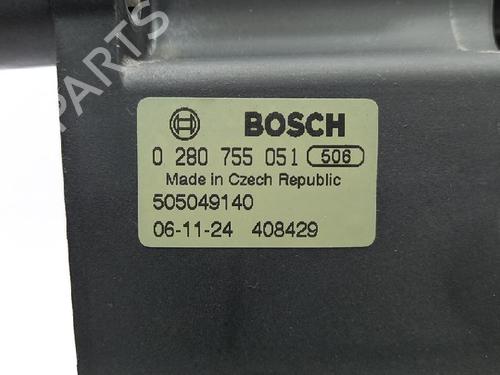 PARTS
BOSCH
0 280 755 051 506
Made in Czech Republic
505049140
06-11-24 408429